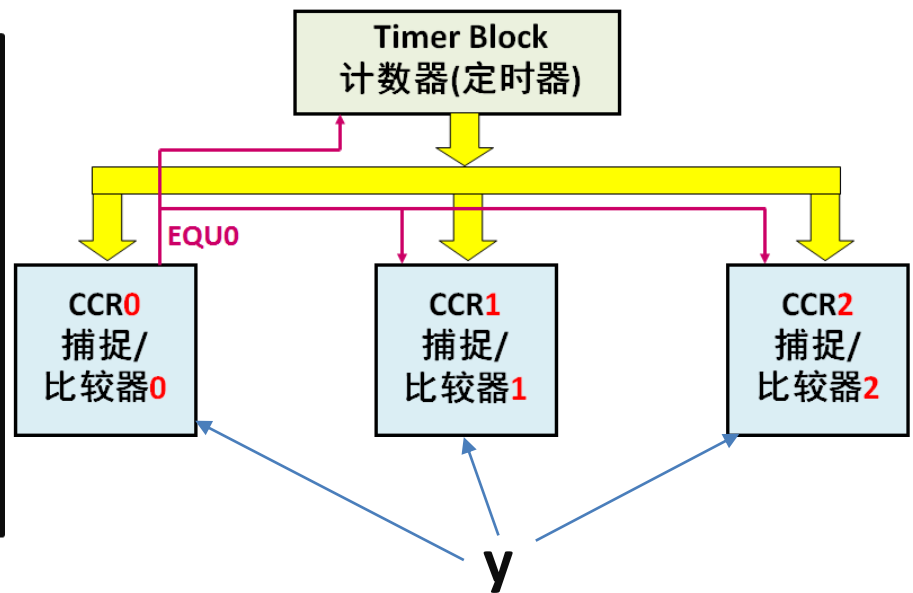 Timer Block
计数器(定时器)
EQU0
CCR0
捕捉/
比较器0
CCR1
捕捉/
比较器1
CCR2
捕捉/
比较器2
y